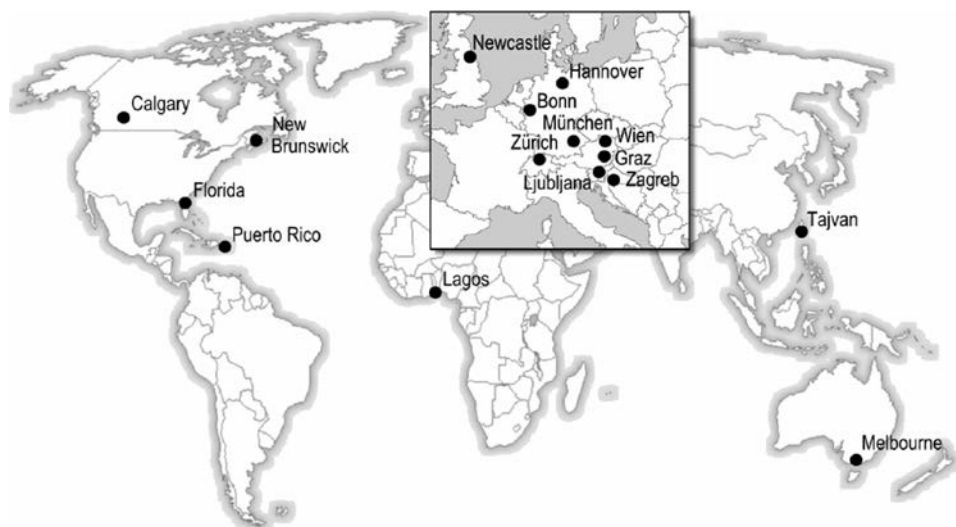 Newcastle
Hannover
Calgary
Bonn
New
Brunswick
München
Wien
Zürich
Graz
Ljubljana
Zagreb
Florida
Puerto Rico
Tajvan
Lagos
Melbourne